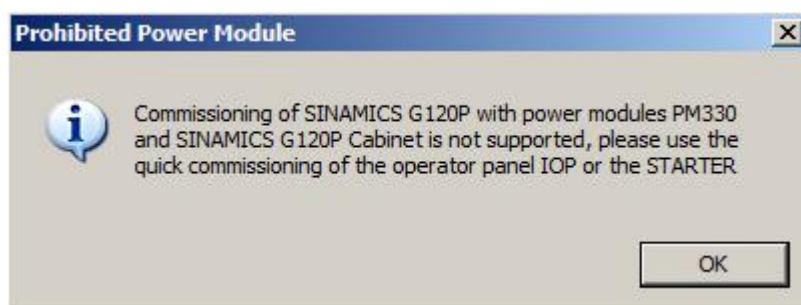 Prohibited Power Module
Commissioning of SINAMICS G120P with power modules PM330
and SINAMICS G120P Cabinet is not supported, please use the
quick commissioning of the operator panel IOP or the STARTER
OK